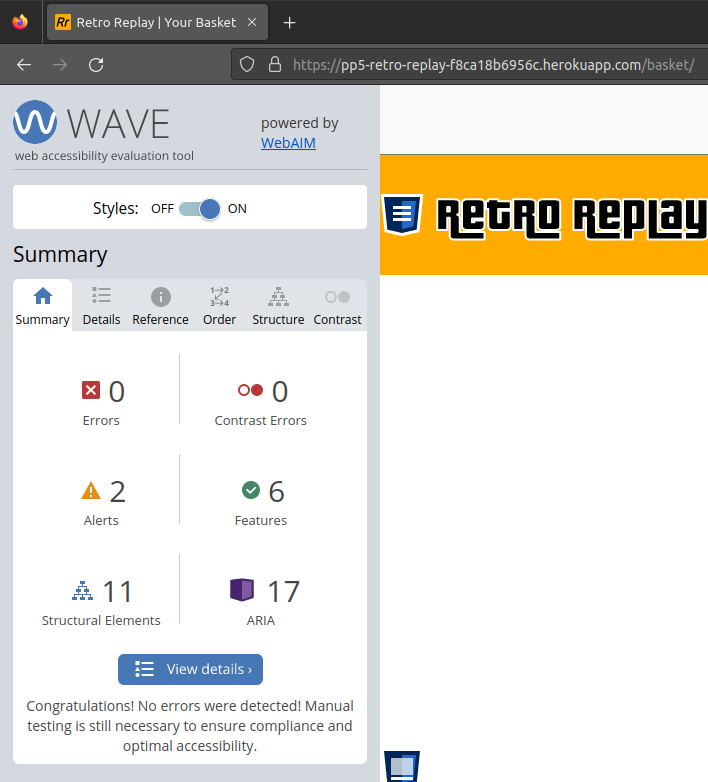 Rr Retro Replay | Your Basket
https://pp5-retro-replay-f8ca18b6956c.herokuapp.com/basket/
WAVE
web accessibility evaluation tool
powered by
WebAIM
Styles: OFF ON
Summary
Summary Details Reference Order Structure Contrast
0
Errors
0
Contrast Errors
2
Alerts
6
Features
11
Structural Elements
17
ARIA
View details ›
Congratulations! No errors were detected! Manual
testing is still necessary to ensure compliance and
optimal accessibility.
Retro Replay